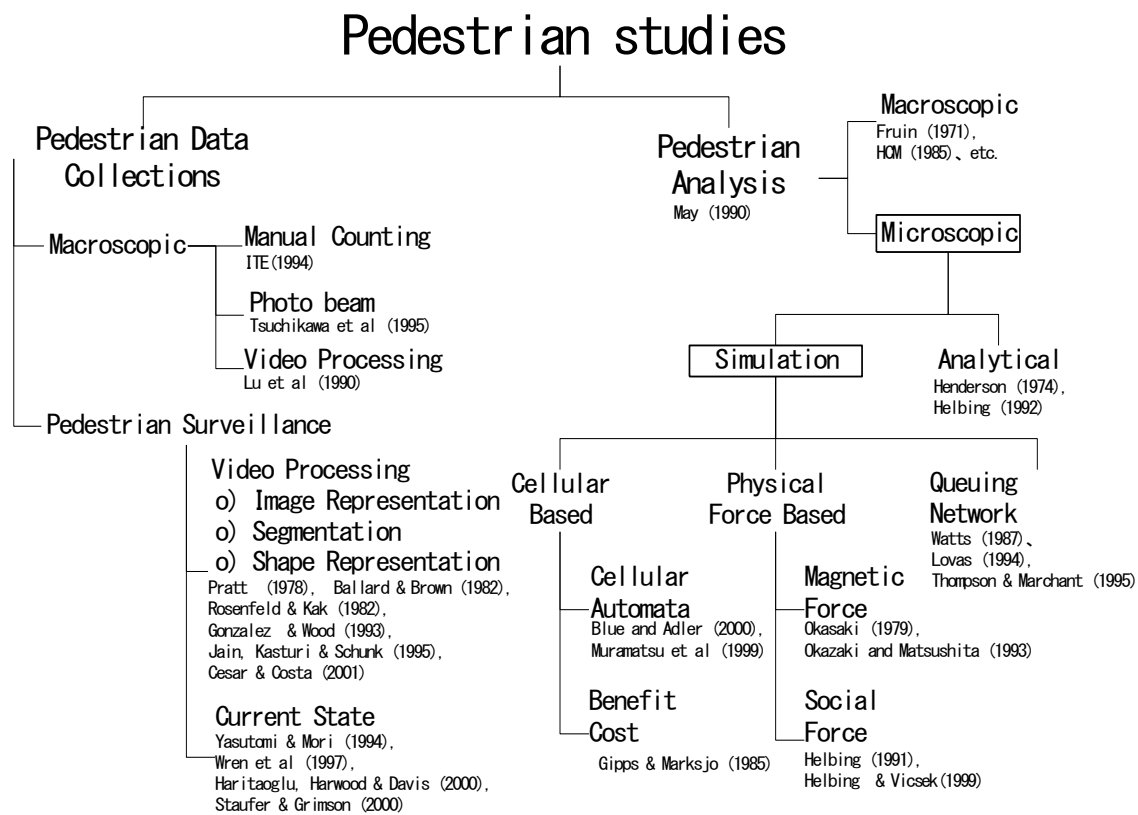 Pedestrian studies
Pedestrian Data
Collections
Macroscopic
Manual Counting
ITE(1994)
Photo beam
Tsuchikawa et al (1995)
Video Processing
Lu et al (1990)
Pedestrian Surveillance
Video Processing
o) Image Representation
o) Segmentation
o) Shape Representation
Pratt (1978), Ballard & Brown (1982),
Rosenfeld & Kak (1982),
Gonzalez & Wood (1993),
Jain, Kasturi & Schunk (1995),
Cesar & Costa (2001)
Current State
Yasutomi & Mori (1994),
Wren et al (1997),
Haritaoglu, Harwood & Davis (2000),
Staufer & Grimson (2000)
Pedestrian
Analysis
May (1990)
Macroscopic
Fruin (1971),
HCM (1985)、etc.
Microscopic
Simulation
Analytical
Henderson (1974),
Helbing (1992)
Cellular
Based
Cellular
Automata
Blue and Adler (2000),
Muramatsu et al (1999)
Benefit
Cost
Gipps & Marksjo (1985)
Physical
Force Based
Magnetic
Force
Okasaki (1979),
Okazaki and Matsushita (1993)
Social
Force
Helbing (1991),
Helbing & Vicsek(1999)
Queuing
Network
Watts (1987)、
Lovas (1994),
Thompson & Marchant (1995)